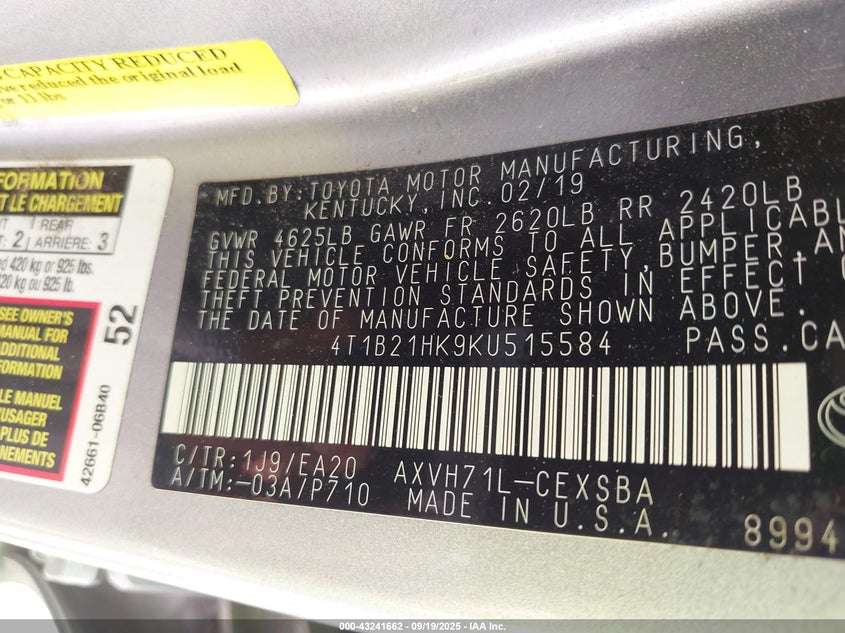 CAPACITY REDUCED
ve reduced the original load
or 11 lbs
FORMATION
T LE CHARGEMENT
REAR
2 ARRIÈRE: 3
ed 420 kg or 925 lbs.
420 kg ou 925 lb.
SEE OWNER'S
MANUAL FOR
ADDITIONAL
INFORMATION
LE MANUEL
USAGER
PLUS DE
NEMENTS
52
42661-06B40
MFD.BY:TOYOTA MOTOR MANUFACTURING,
KENTUCKY,INC.02/19
GVWR 4625LB GAWR FR 2620LB RR 2420LB
THIS VEHICLE CONFORMS TO ALL APPLICABL
FEDERAL MOTOR VEHICLE SAFETY,BUMPER,AN
THEFT PREVENTION STANDARDS IN EFFECT O
THE DATE OF MANUFACTURE SHOWN ABOVE.
4T1B21HK9KU515584 PASS.CA
C/TR:1J9/EA20 AXVH71L-CEXSBA
A/TM:-03A/P710 MADE IN U.S.A. 8994
000-43241662 | 09/19/2025 - IAA Inc.